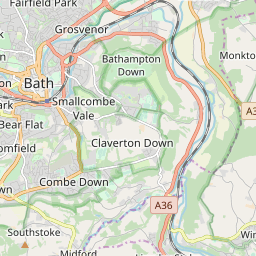 Fairfield Park
Grosvenor
Bathampton
Down
Monkto
Bath
Smallcombe
Vale
A3
Bear Flat
omfield
Claverton Down
Combe Down
A36
Southstoke
Midford
Win